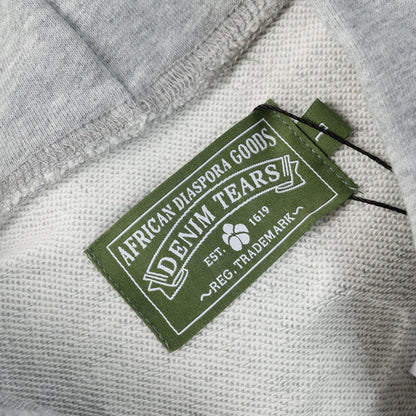 AFRICAN DIASPORA GOODS
DENIM TEARS
EST. 1619
~REG. TRADEMARK~